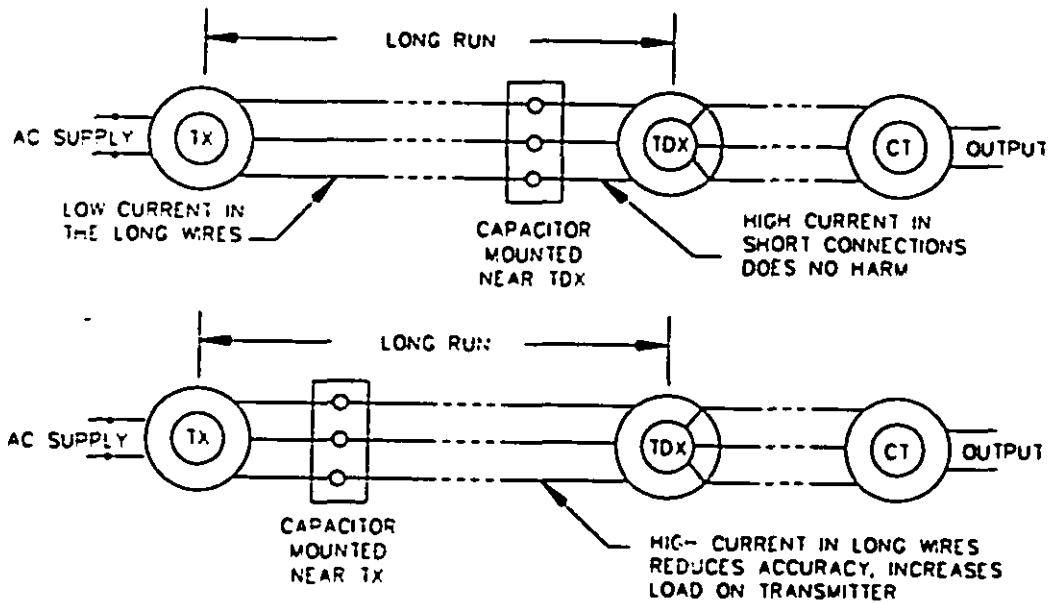 LONG RUN
AC SUPPLY
TX
TDX
CT
OUTPUT
LOW CURRENT IN
THE LONG WIRES
CAPACITOR
MOUNTED
NEAR TDX
HIGH CURRENT IN
SHORT CONNECTIONS
DOES NO HARM
LONG RUN
AC SUPPLY
TX
TDX
CT
OUTPUT
CAPACITOR
MOUNTED
NEAR TX
HIGH CURRENT IN LONG WIRES
REDUCES ACCURACY, INCREASES
LOAD ON TRANSMITTER